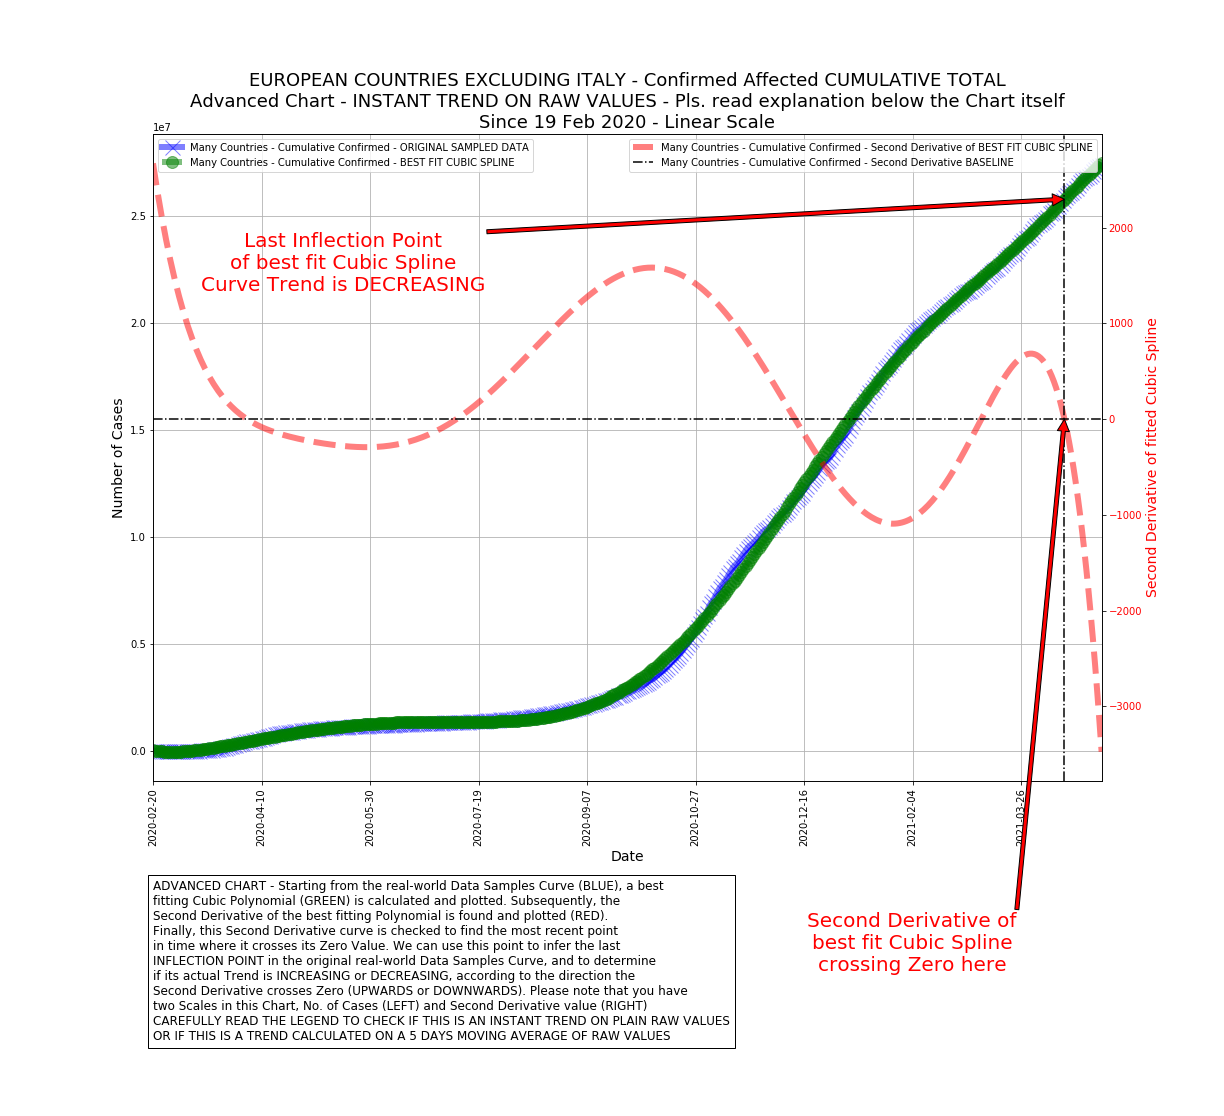 EUROPEAN COUNTRIES EXCLUDING ITALY - Confirmed Affected CUMULATIVE TOTAL
Advanced Chart - INSTANT TREND ON RAW VALUES - Pls. read explanation below the Chart itself
Since 19 Feb 2020 - Linear Scale
1e7
Many Countries - Cumulative Confirmed - ORIGINAL SAMPLED DATA
Many Countries - Cumulative Confirmed - BEST FIT CUBIC SPLINE
Many Countries - Cumulative Confirmed - Second Derivative of BEST FIT CUBIC SPLINE
Many Countries - Cumulative Confirmed - Second Derivative BASELINE
Last Inflection Point
of best fit Cubic Spline
Curve Trend is DECREASING
Number of Cases
2.5
2.0
1.5
1.0
0.5
0.0
2000
1000
0
−1000
−2000
−3000
Second Derivative of fitted Cubic Spline
2020-02-20
2020-04-10
2020-05-30
2020-07-19
2020-09-07
2020-10-27
2020-12-16
2021-02-04
2021-03-26
Date
Second Derivative of
best fit Cubic Spline
crossing Zero here
ADVANCED CHART - Starting from the real-world Data Samples Curve (BLUE), a best
fitting Cubic Polynomial (GREEN) is calculated and plotted. Subsequently, the
Second Derivative of the best fitting Polynomial is found and plotted (RED).
Finally, this Second Derivative curve is checked to find the most recent point
in time where it crosses its Zero Value. We can use this point to infer the last
INFLECTION POINT in the original real-world Data Samples Curve, and to determine
if its actual Trend is INCREASING or DECREASING, according to the direction the
Second Derivative crosses Zero (UPWARDS or DOWNWARDS). Please note that you have
two Scales in this Chart, No. of Cases (LEFT) and Second Derivative value (RIGHT)
CAREFULLY READ THE LEGEND TO CHECK IF THIS IS AN INSTANT TREND ON PLAIN RAW VALUES
OR IF THIS IS A TREND CALCULATED ON A 5 DAYS MOVING AVERAGE OF RAW VALUES